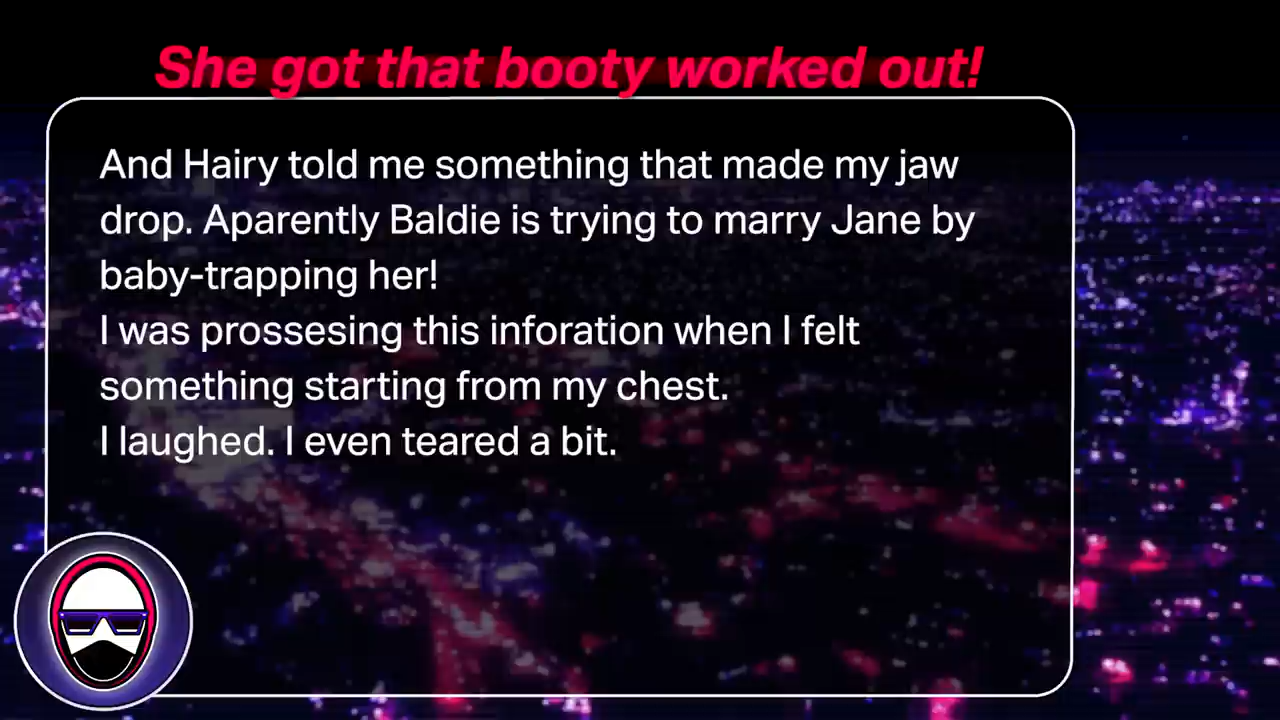 She got that booty worked out!
And Hairy told me something that made my jaw
drop. Aparently Baldie is trying to marry Jane by
baby-trapping her!
I was prossesing this inforation when I felt
something starting from my chest.
I laughed. I even teared a bit.